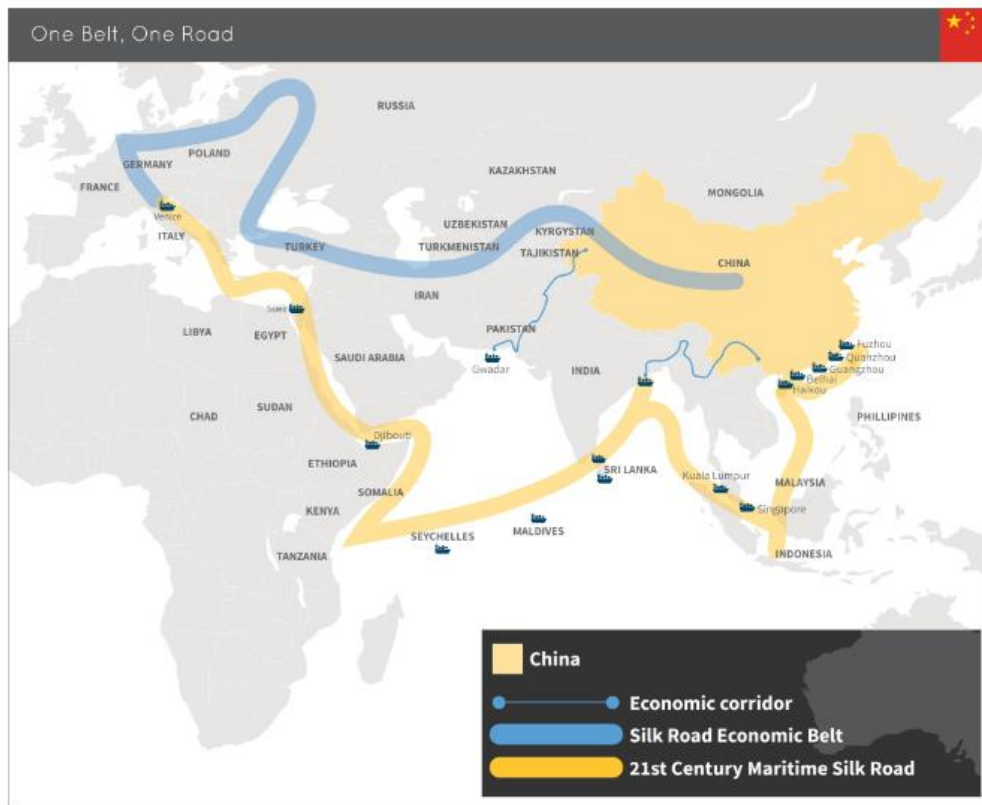 One Belt, One Road
RUSSIA
POLAND
GERMANY
KAZAKHSTAN
FRANCE
MONGOLIA
Venice
UZBEKISTAN
KYRGYSTAN
ITALY
TURKEY
TURKMENISTAN
TAJIKISTAN
CHINA
IRAN
Suez
LIBYA
EGYPT
PAKISTAN
SAUDI ARABIA
Gwadar
INDIA
Fuzhou
Quanzhou
Guangzhou
Beihai
Haikou
CHAD
SUDAN
PHILLIPINES
Djibouti
ETHIOPIA
SRI LANKA
Kuala Lumpur
SOMALIA
MALAYSIA
KENYA
Singapore
SEYCHELLES
MALDIVES
TANZANIA
INDONESIA
China
Economic corridor
Silk Road Economic Belt
21st Century Maritime Silk Road